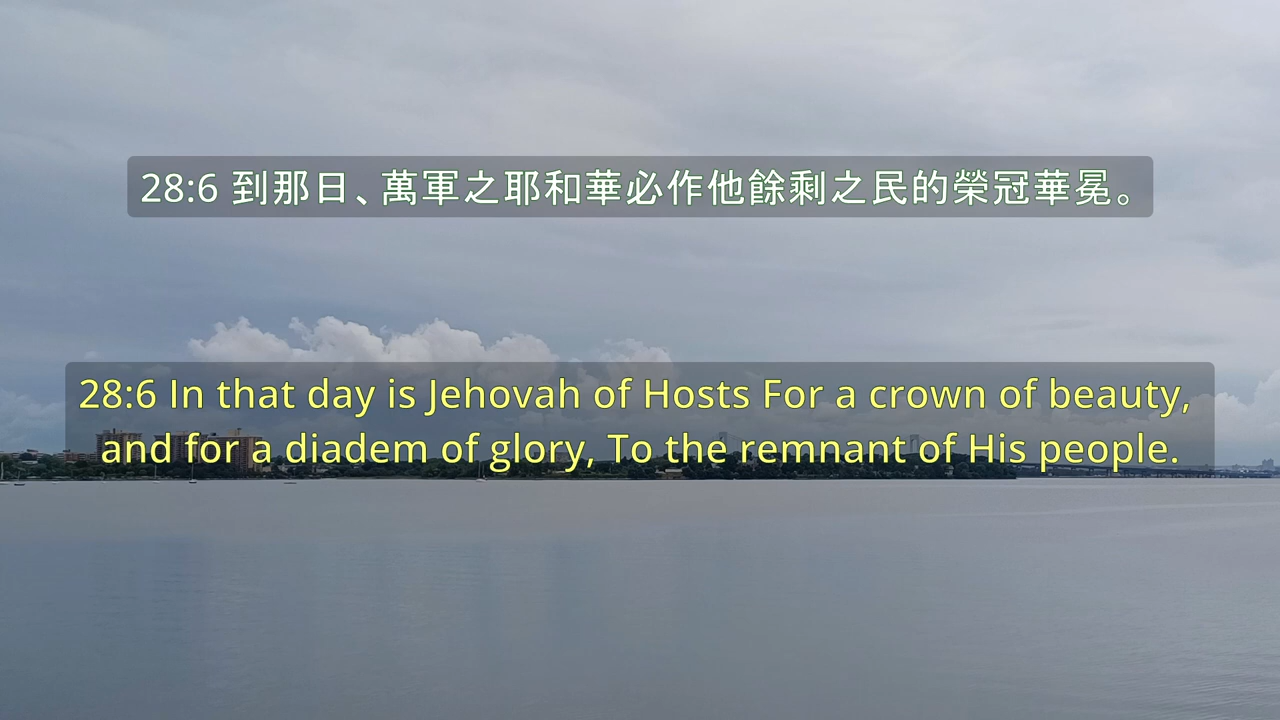 28:6 到那日、萬軍之耶和華必作他餘剩之民的榮冠華冕。
28:6 In that day is Jehovah of Hosts For a crown of beauty,
and for a diadem of glory, To the remnant of His people.